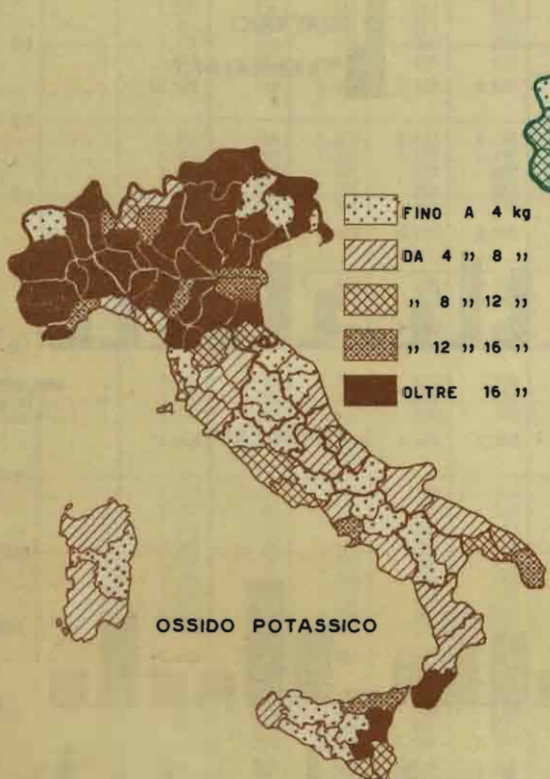 FINO A 4 kg
DA 4 " 8 "
" 8 " 12 "
" 12 " 16 "
OLTRE 16 "
OSSIDO POTASSICO